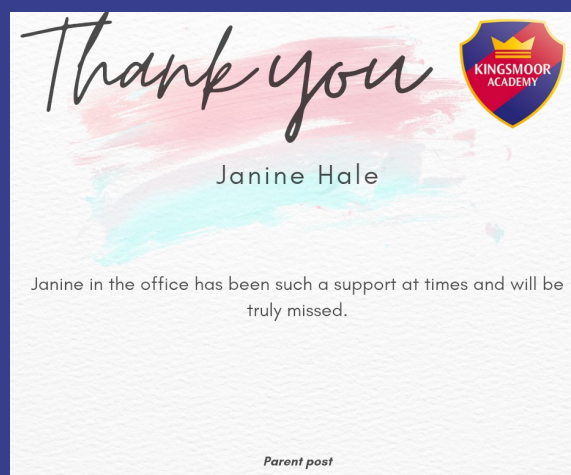 Thank you
KINGSMOOR
ACADEMY
Janine Hale
Janine in the office has been such a support at times and will be
truly missed.
Parent post